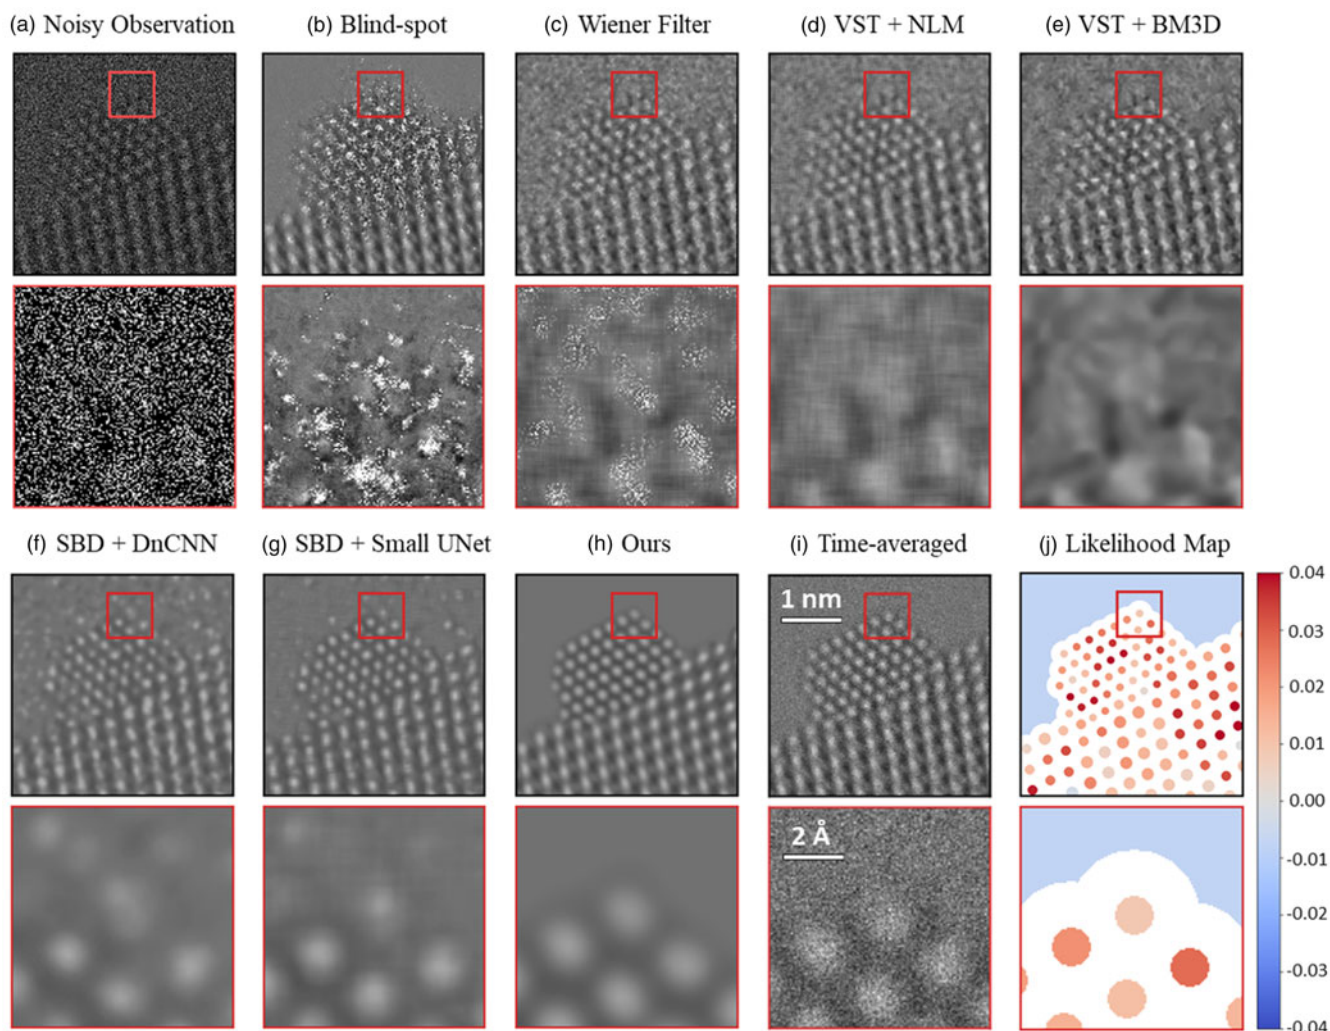 (a) Noisy Observation
(b) Blind-spot
(c) Wiener Filter
(d) VST + NLM
(e) VST + BM3D
(f) SBD + DnCNN
(g) SBD + Small UNet
(h) Ours
(i) Time-averaged
(j) Likelihood Map
1 nm
2 Å
0.04
0.03
0.02
0.01
0.00
-0.01
-0.02
-0.03
-0.04